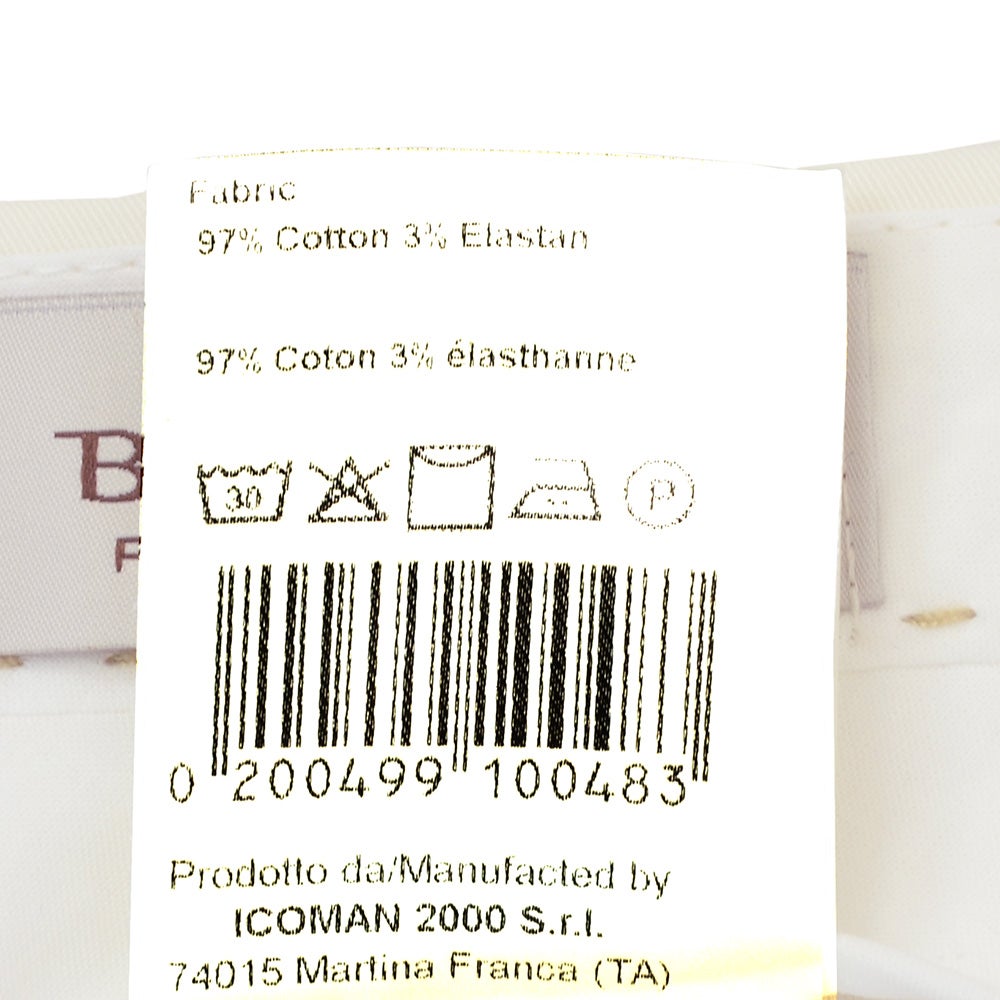 Fabric
97% Cotton 3% Elastan
97% Coton 3% élasthanne
30
P
0 200499 100483
Prodotto da/Manufacted by
ICOMAN 2000 S.r.l.
74015 Martina Franca (TA)